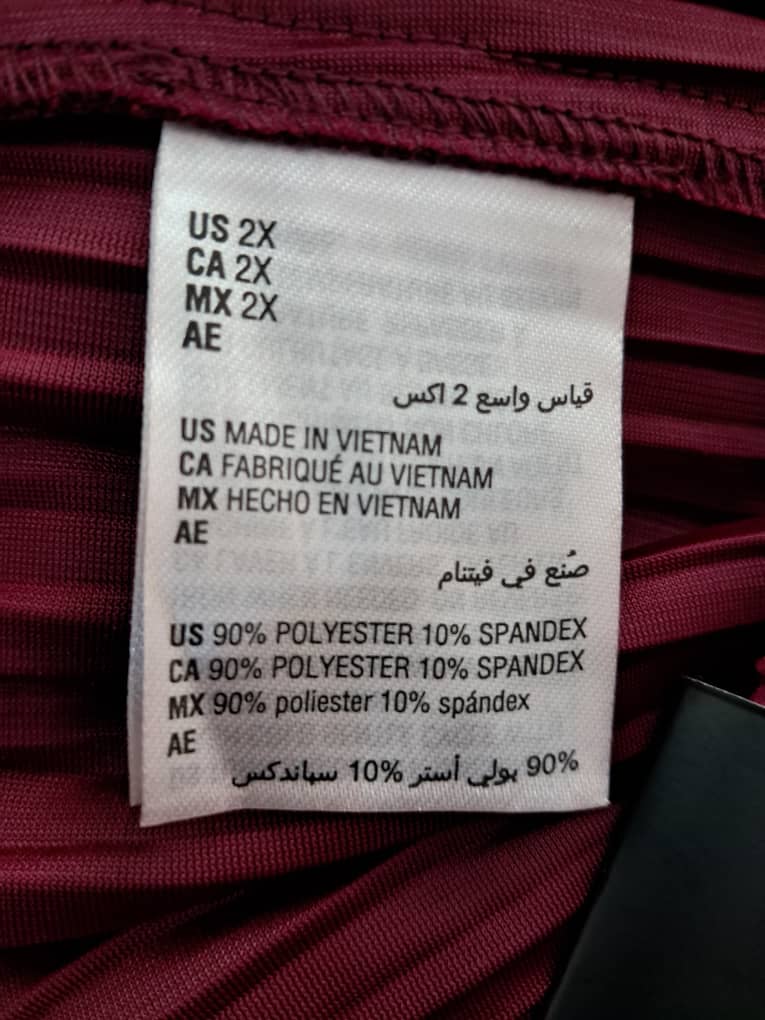 US 2X
CA 2X
MX 2X
AE
قياس واسع 2 اكس
US MADE IN VIETNAM
CA FABRIQUÉ AU VIETNAM
MX HECHO EN VIETNAM
AE
صُنع في فيتنام
US 90% POLYESTER 10% SPANDEX
CA 90% POLYESTER 10% SPANDEX
MX 90% poliester 10% spándex
AE
90% بولي أستر 10% سباندكس